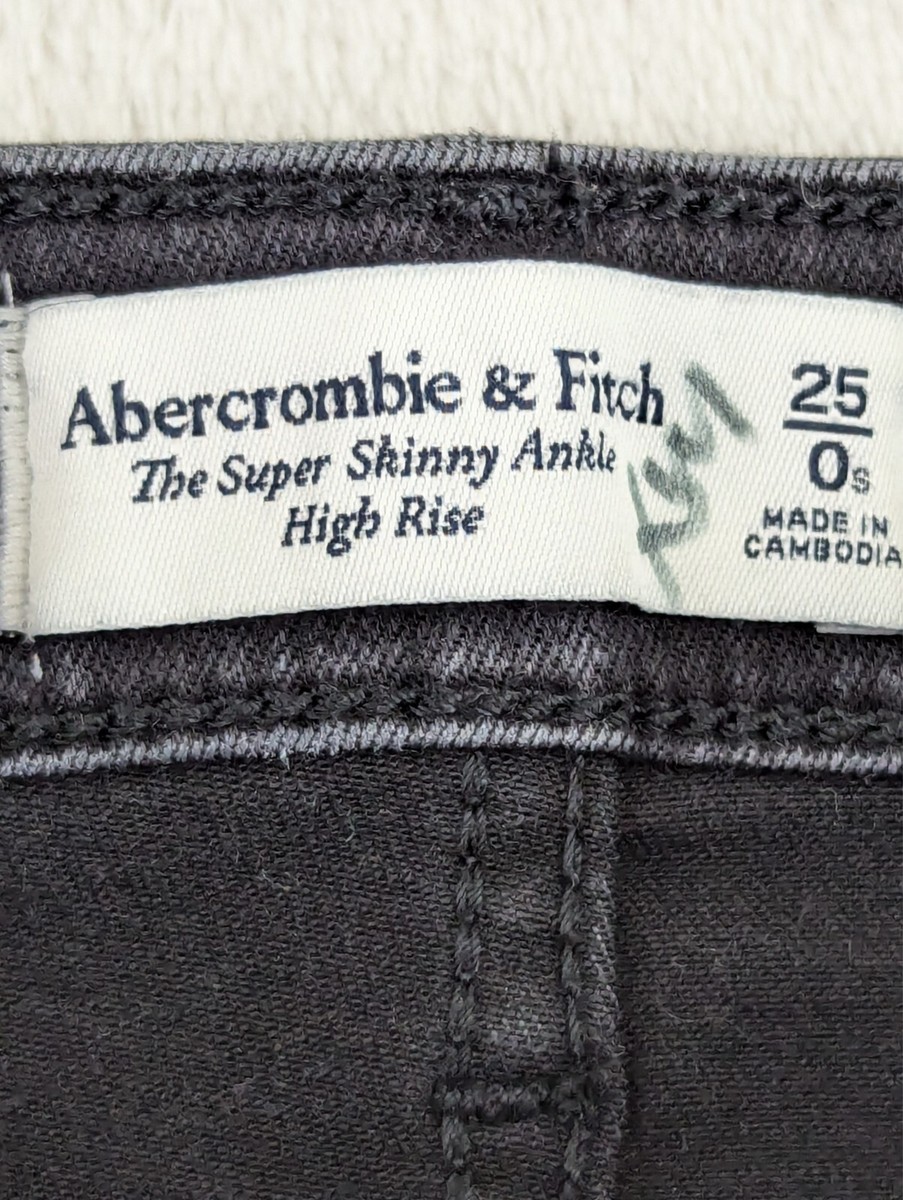 Abercrombie & Fitch
The Super Skinny Ankle
High Rise
25
0s
MADE IN
CAMBODIA